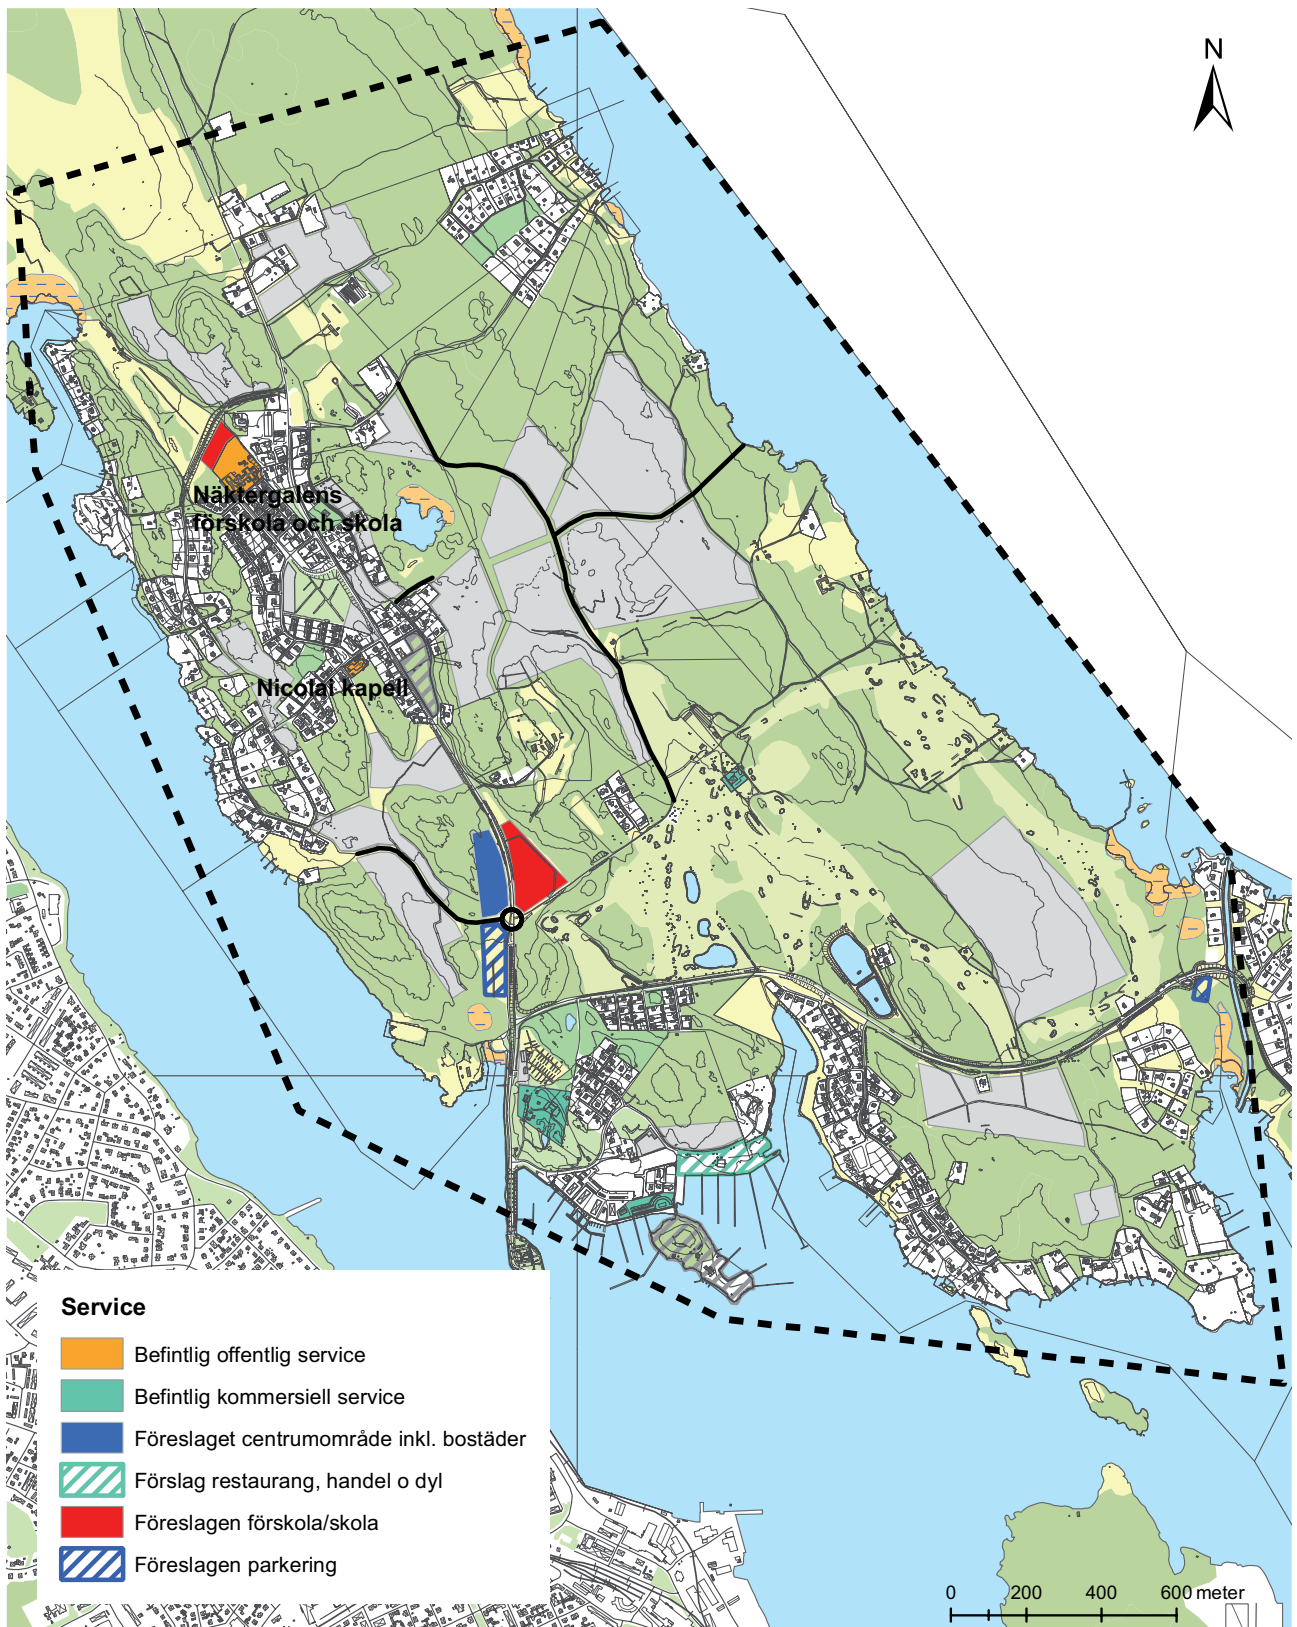 N
Näktergalens
förskola och skola
Nicolai kapell
Service
Befintlig offentlig service
Befintlig kommersiell service
Föreslaget centrumområde inkl. bostäder
Förslag restaurang, handel o dyl
Föreslagen förskola/skola
Föreslagen parkering
0 200 400 600 meter